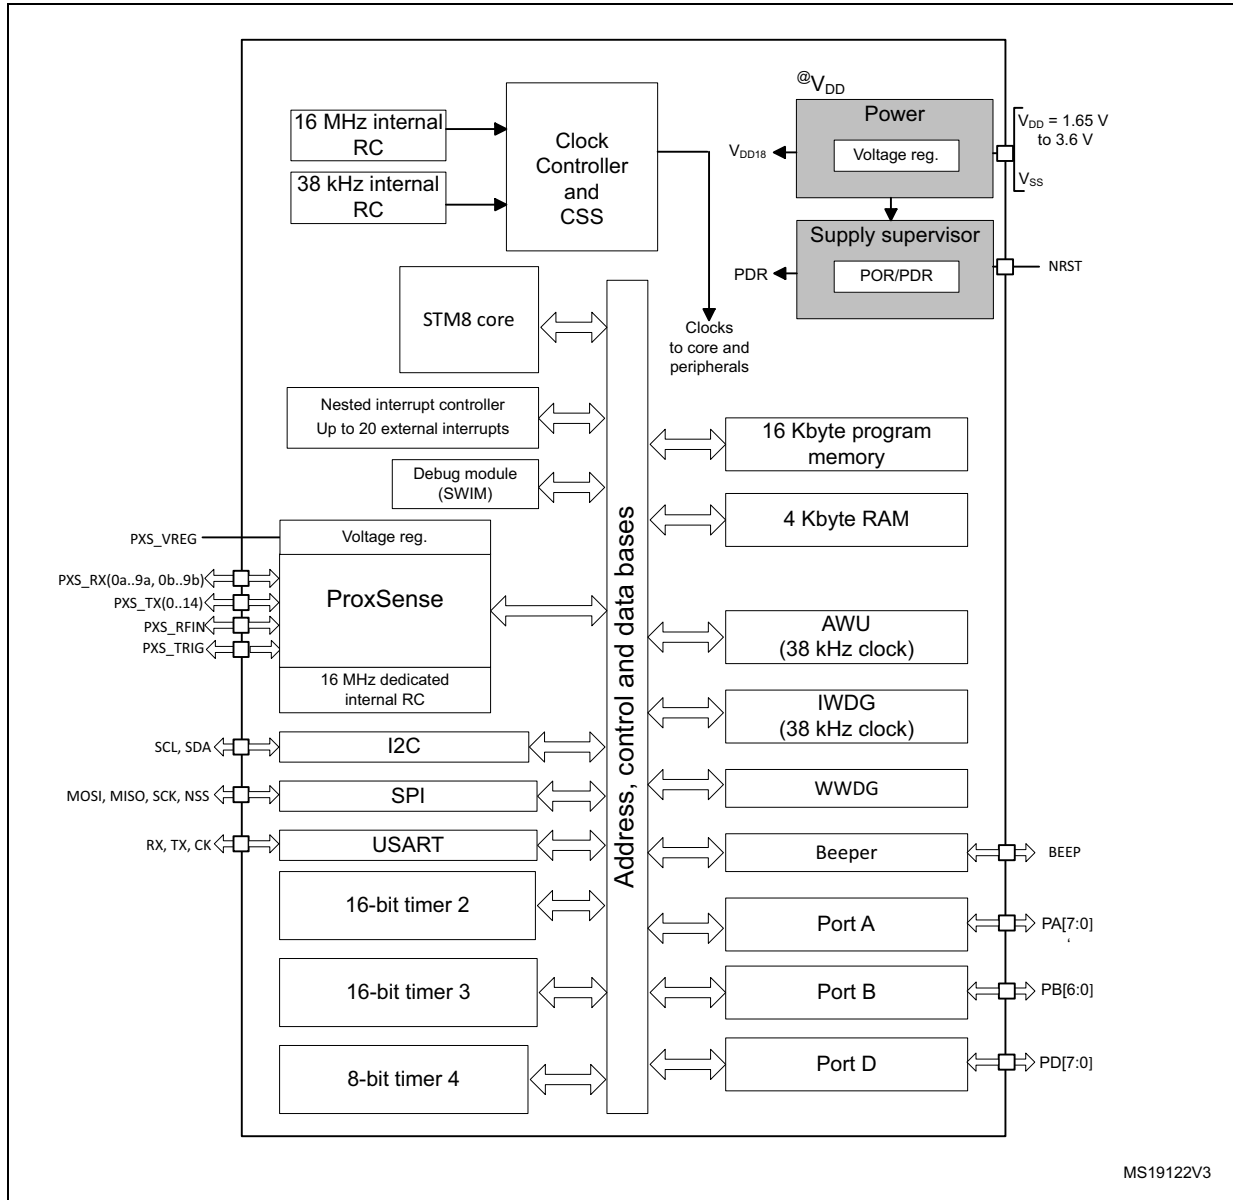 @VDD
16 MHz internal
RC
38 kHz internal
RC
Clock
Controller
and
CSS
Power
Voltage reg.
VDD18
VDD = 1.65 V
to 3.6 V
VSS
Supply supervisor
POR/PDR
PDR
NRST
STM8 core
Clocks
to core and
peripherals
Nested interrupt controller
Up to 20 external interrupts
Debug module
(SWIM)
PXS_VREG
Voltage reg.
PXS_RX(0a..9a, 0b..9b)
PXS_TX(0..14)
PXS_RFIN
PXS_TRIG
ProxSense
16 MHz dedicated
internal RC
SCL, SDA
I2C
MOSI, MISO, SCK, NSS
SPI
RX, TX, CK
USART
16-bit timer 2
16-bit timer 3
8-bit timer 4
Address, control and data bases
16 Kbyte program
memory
4 Kbyte RAM
AWU
(38 kHz clock)
IWDG
(38 kHz clock)
WWDG
Beeper
BEEP
Port A
PA[7:0]
Port B
PB[6:0]
Port D
PD[7:0]
MS19122V3